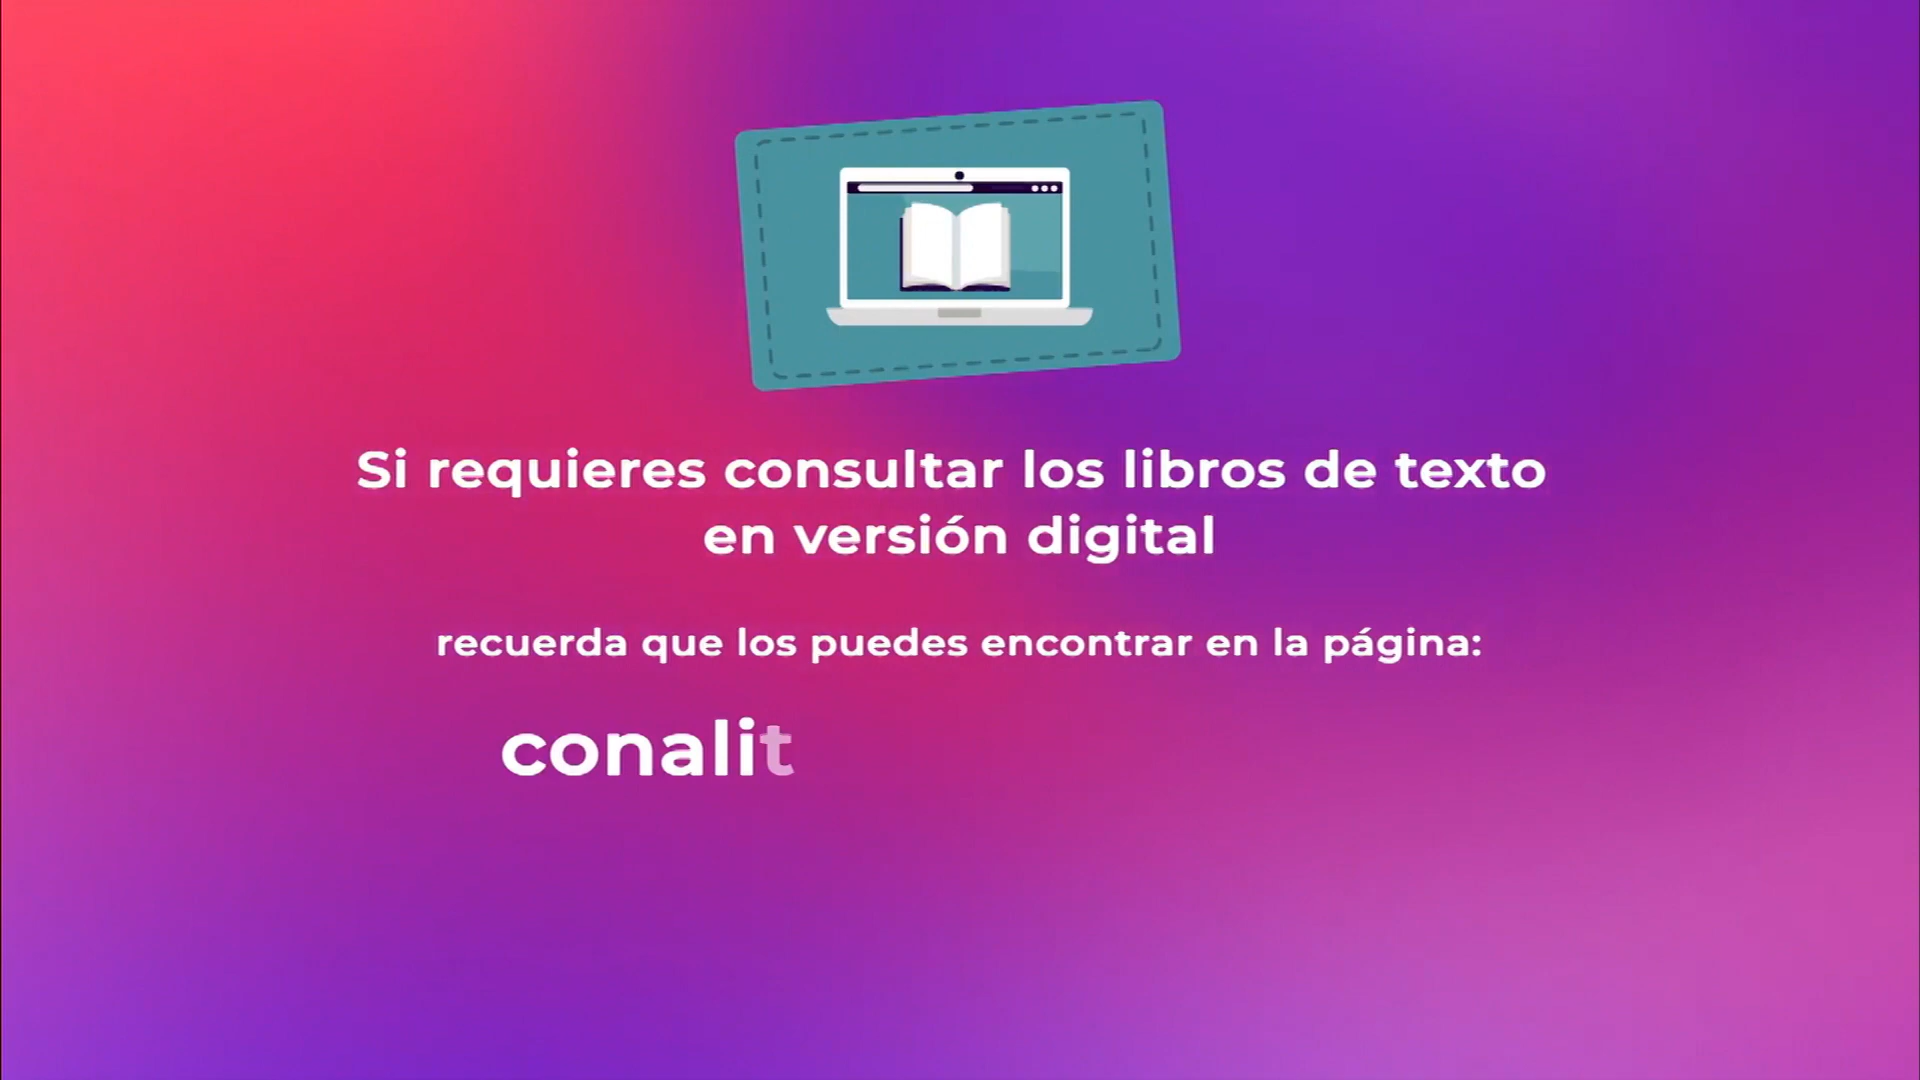 Si requieres consultar los libros de texto
en versión digital
recuerda que los puedes encontrar en la página:
conalit